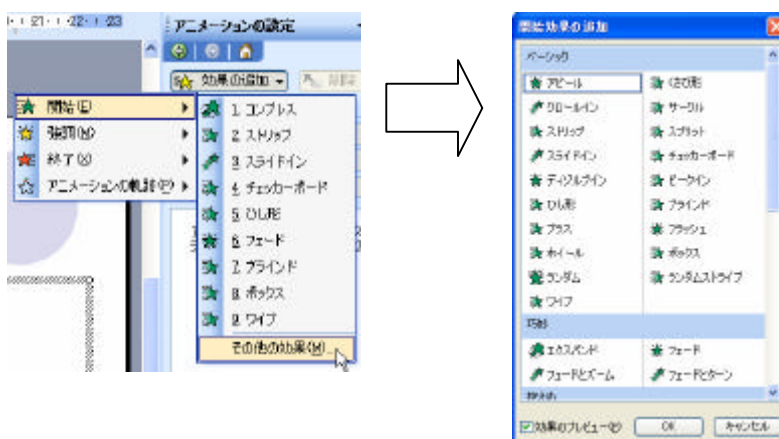 21 22 23
アニメーションの設定
効果の追加
開始(E)
強調(M)
終了(X)
アニメーションの軌跡(P)
1. コンプレス
2. ストリップ
3. スライドイン
4. チェッカーボード
5. ひし形
6. フェード
7. ブラインド
8. ボックス
9. ワイプ
その他の効果(M)...
開始効果の追加
ベーシック
アピール くさび形
クロールイン サークル
ストリップ スプリット
スライドイン チェッカーボード
ディゾルブイン ピークイン
ひし形 ブラインド
プラス フラッシュ
ホイール ボックス
ランダム ランダムストライプ
ワイプ
巧妙
エクスパンド フェード
フェードとズーム フェードとターン
効果のプレビュー(P) OK キャンセル